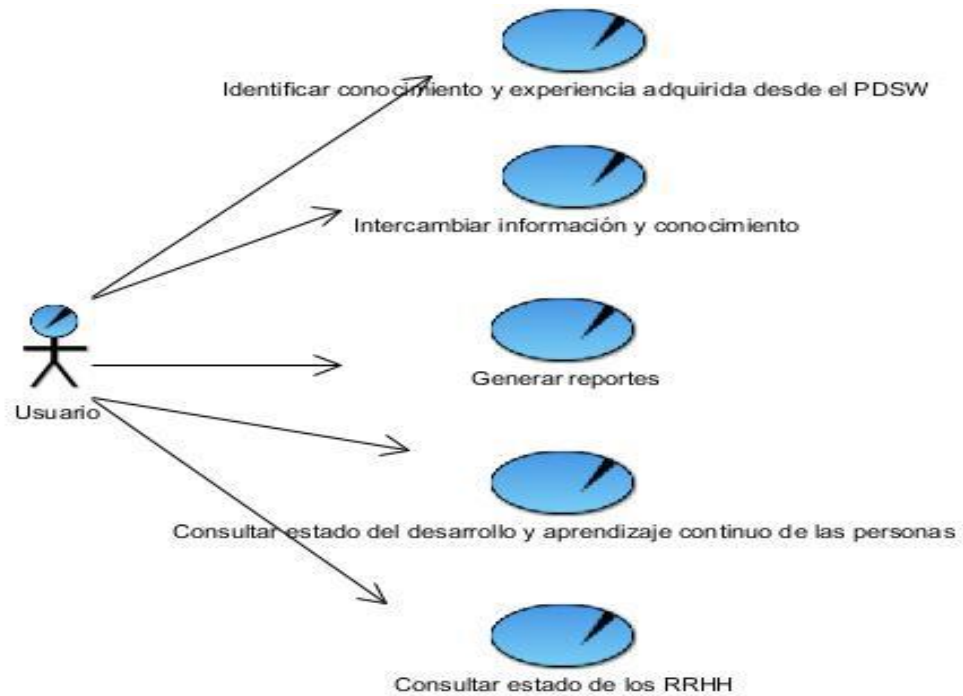 Identificar conocimiento y experiencia adquirida desde el PDSW
Intercambiar información y conocimiento
Generar reportes
Usuario
Consultar estado del desarrollo y aprendizaje continuo de las personas
Consultar estado de los RRHH